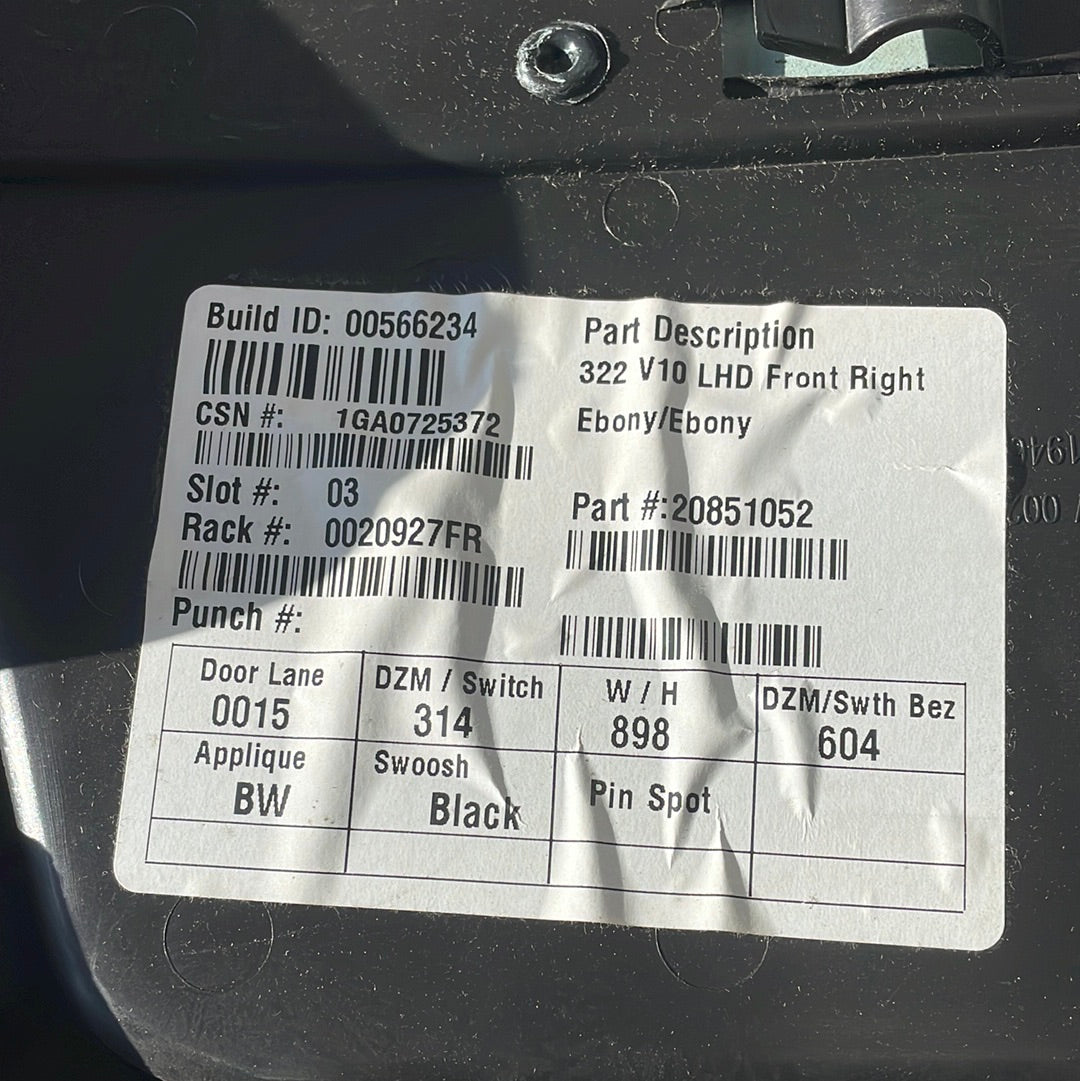 Build ID: 00566234
CSN #: 1GA0725372
Slot #: 03
Rack #: 0020927FR
Punch #:
Part Description
322 V10 LHD Front Right
Ebony/Ebony
Part #:20851052
Door Lane
0015
DZM / Switch
314
W / H
898
DZM/Swth Bez
604
Applique
BW
Swoosh
Black
Pin Spot